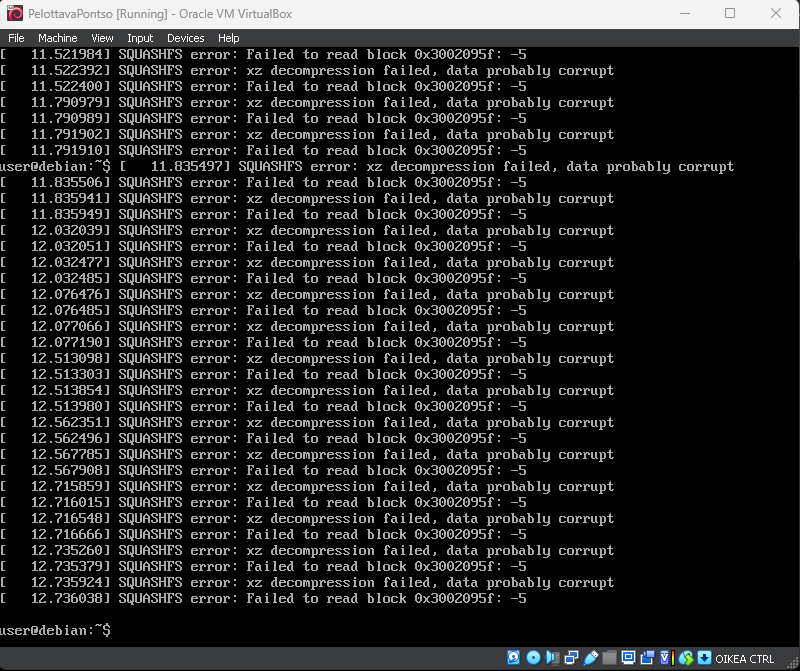 PelottavaPontso [Running] - Oracle VM VirtualBox
File Machine View Input Devices Help
[   11.521984] SQUASHFS error: Failed to read block 0x3002095f: -5
[   11.522392] SQUASHFS error: xz decompression failed, data probably corrupt
[   11.522400] SQUASHFS error: Failed to read block 0x3002095f: -5
[   11.790979] SQUASHFS error: xz decompression failed, data probably corrupt
[   11.790989] SQUASHFS error: Failed to read block 0x3002095f: -5
[   11.791902] SQUASHFS error: xz decompression failed, data probably corrupt
[   11.791910] SQUASHFS error: Failed to read block 0x3002095f: -5
user@debian:~$ [   11.835497] SQUASHFS error: xz decompression failed, data probably corrupt
[   11.835506] SQUASHFS error: Failed to read block 0x3002095f: -5
[   11.835941] SQUASHFS error: xz decompression failed, data probably corrupt
[   11.835949] SQUASHFS error: Failed to read block 0x3002095f: -5
[   12.032039] SQUASHFS error: xz decompression failed, data probably corrupt
[   12.032051] SQUASHFS error: Failed to read block 0x3002095f: -5
[   12.032477] SQUASHFS error: xz decompression failed, data probably corrupt
[   12.032485] SQUASHFS error: Failed to read block 0x3002095f: -5
[   12.076476] SQUASHFS error: xz decompression failed, data probably corrupt
[   12.076485] SQUASHFS error: Failed to read block 0x3002095f: -5
[   12.077066] SQUASHFS error: xz decompression failed, data probably corrupt
[   12.077190] SQUASHFS error: Failed to read block 0x3002095f: -5
[   12.513098] SQUASHFS error: xz decompression failed, data probably corrupt
[   12.513303] SQUASHFS error: Failed to read block 0x3002095f: -5
[   12.513854] SQUASHFS error: xz decompression failed, data probably corrupt
[   12.513980] SQUASHFS error: Failed to read block 0x3002095f: -5
[   12.562351] SQUASHFS error: xz decompression failed, data probably corrupt
[   12.562496] SQUASHFS error: Failed to read block 0x3002095f: -5
[   12.567785] SQUASHFS error: xz decompression failed, data probably corrupt
[   12.567908] SQUASHFS error: Failed to read block 0x3002095f: -5
[   12.715859] SQUASHFS error: xz decompression failed, data probably corrupt
[   12.716015] SQUASHFS error: Failed to read block 0x3002095f: -5
[   12.716548] SQUASHFS error: xz decompression failed, data probably corrupt
[   12.716666] SQUASHFS error: Failed to read block 0x3002095f: -5
[   12.735260] SQUASHFS error: xz decompression failed, data probably corrupt
[   12.735379] SQUASHFS error: Failed to read block 0x3002095f: -5
[   12.735924] SQUASHFS error: xz decompression failed, data probably corrupt
[   12.736038] SQUASHFS error: Failed to read block 0x3002095f: -5
user@debian:~$
OIKEA CTRL